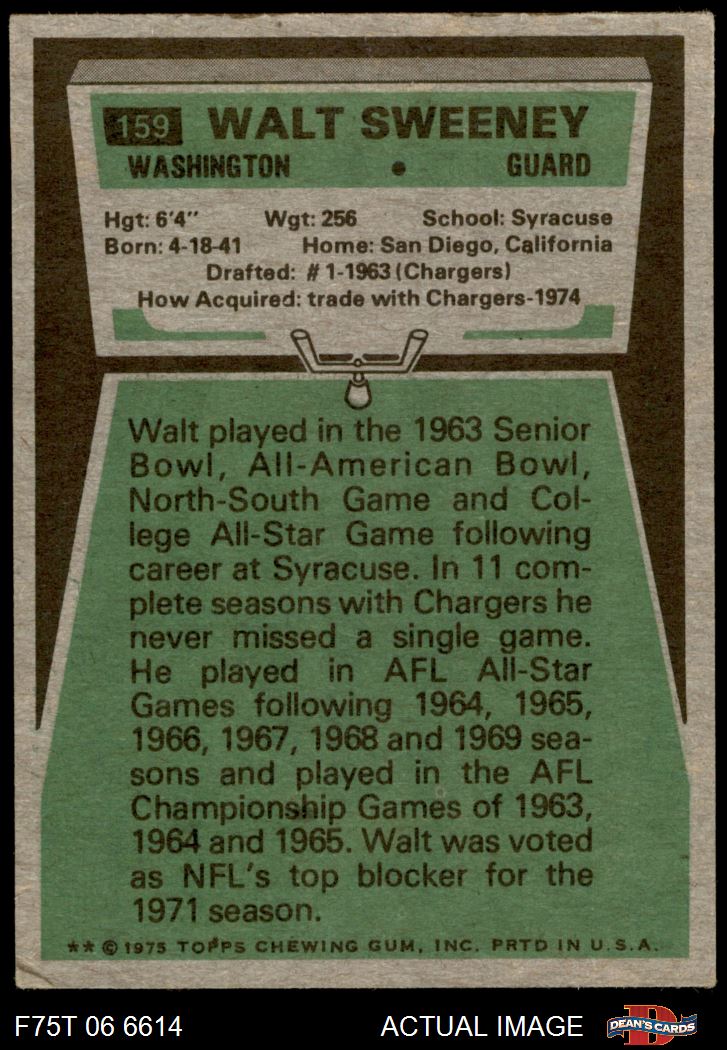 159 WALT SWEENEY
WASHINGTON • GUARD
Hgt: 6'4" Wgt: 256 School: Syracuse
Born: 4-18-41 Home: San Diego, California
Drafted: #1-1963 (Chargers)
How Acquired: trade with Chargers-1974
Walt played in the 1963 Senior
Bowl, All-American Bowl,
North-South Game and Col-
lege All-Star Game following
career at Syracuse. In 11 com-
plete seasons with Chargers he
never missed a single game.
He played in AFL All-Star
Games following 1964, 1965,
1966, 1967, 1968 and 1969 sea-
sons and played in the AFL
Championship Games of 1963,
1964 and 1965. Walt was voted
as NFL's top blocker for the
1971 season.
** © 1975 TOPPS CHEWING GUM, INC. PRTD IN U.S.A.
F75T 06 6614 ACTUAL IMAGE D DEAN'S CARDS